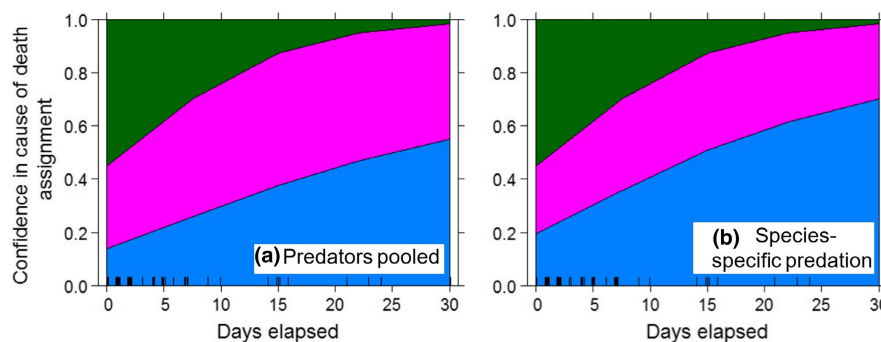 Confidence in cause of death
assignment
1.0
0.8
0.6
0.4
0.2
0.0
(a) Predators pooled
0 5 10 15 20 25 30
Days elapsed
1.0
0.8
0.6
0.4
0.2
0.0
(b) Species-
specific predation
0 5 10 15 20 25 30
Days elapsed